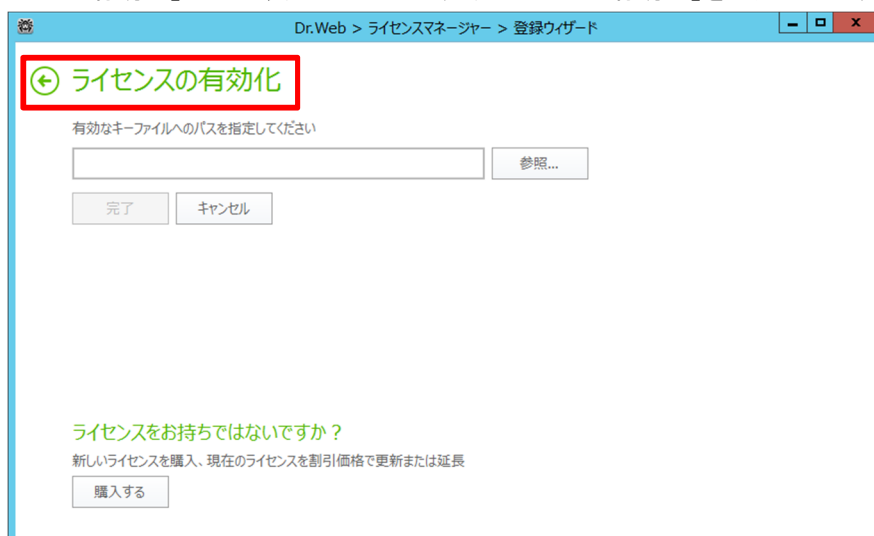 Dr.Web > ライセンスマネージャー > 登録ウィザード
ライセンスの有効化
有効なキーファイルへのパスを指定してください
参照...
完了 キャンセル
ライセンスをお持ちではないですか？
新しいライセンスを購入、現在のライセンスを割引価格で更新または延長
購入する